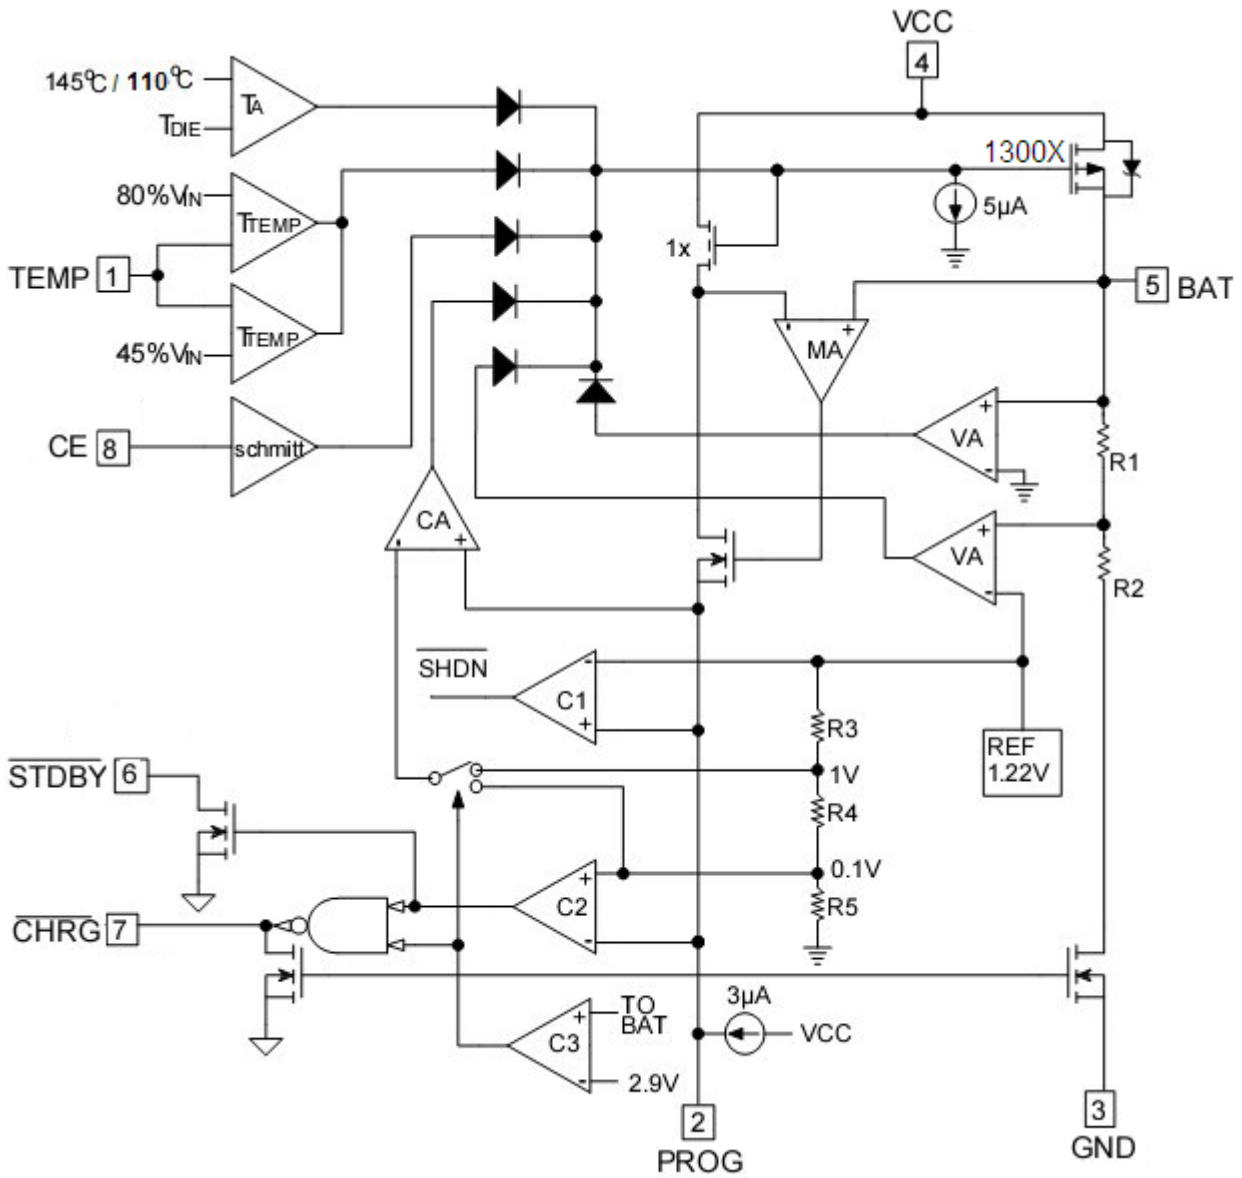 VCC
4
145°C / 110°C
TA
TDIE
1300X
80%VIN
TTEMP
5μA
1x
TEMP 1
5 BAT
TTEMP
45%VIN
- +
MA
CE 8
schmitt
+
VA
-
R1
CA
- +
+
VA
-
R2
SHDN
-
C1
+
R3
REF
1.22V
STDBY 6
1V
R4
0.1V
+
C2
-
R5
CHRG 7
3μA
VCC
TO
BAT
+
C3
-
2.9V
2
PROG
3
GND